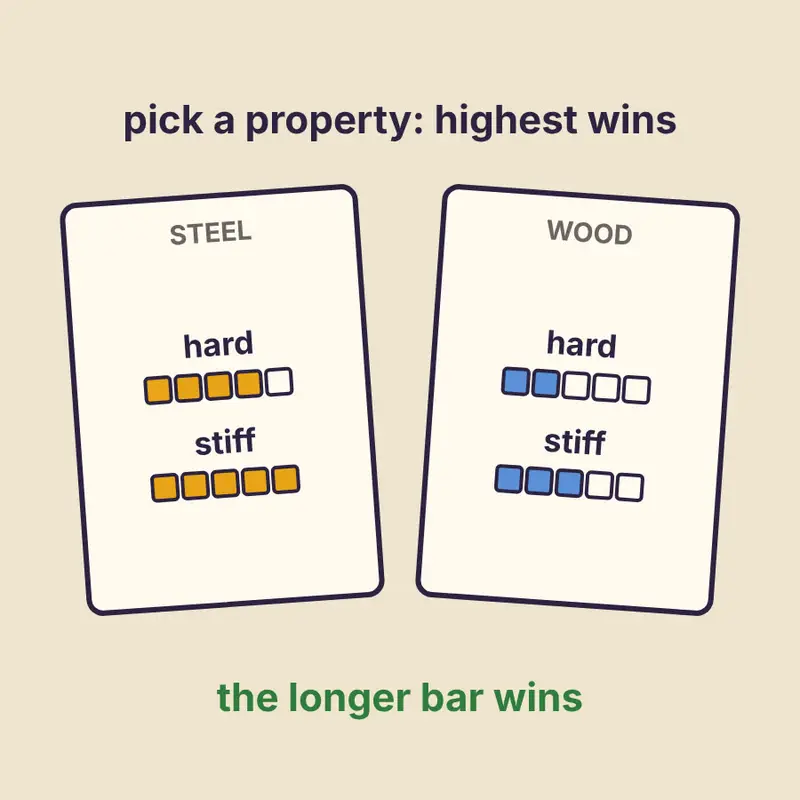 pick a property: highest wins
STEEL
hard
stiff
WOOD
hard
stiff
the longer bar wins